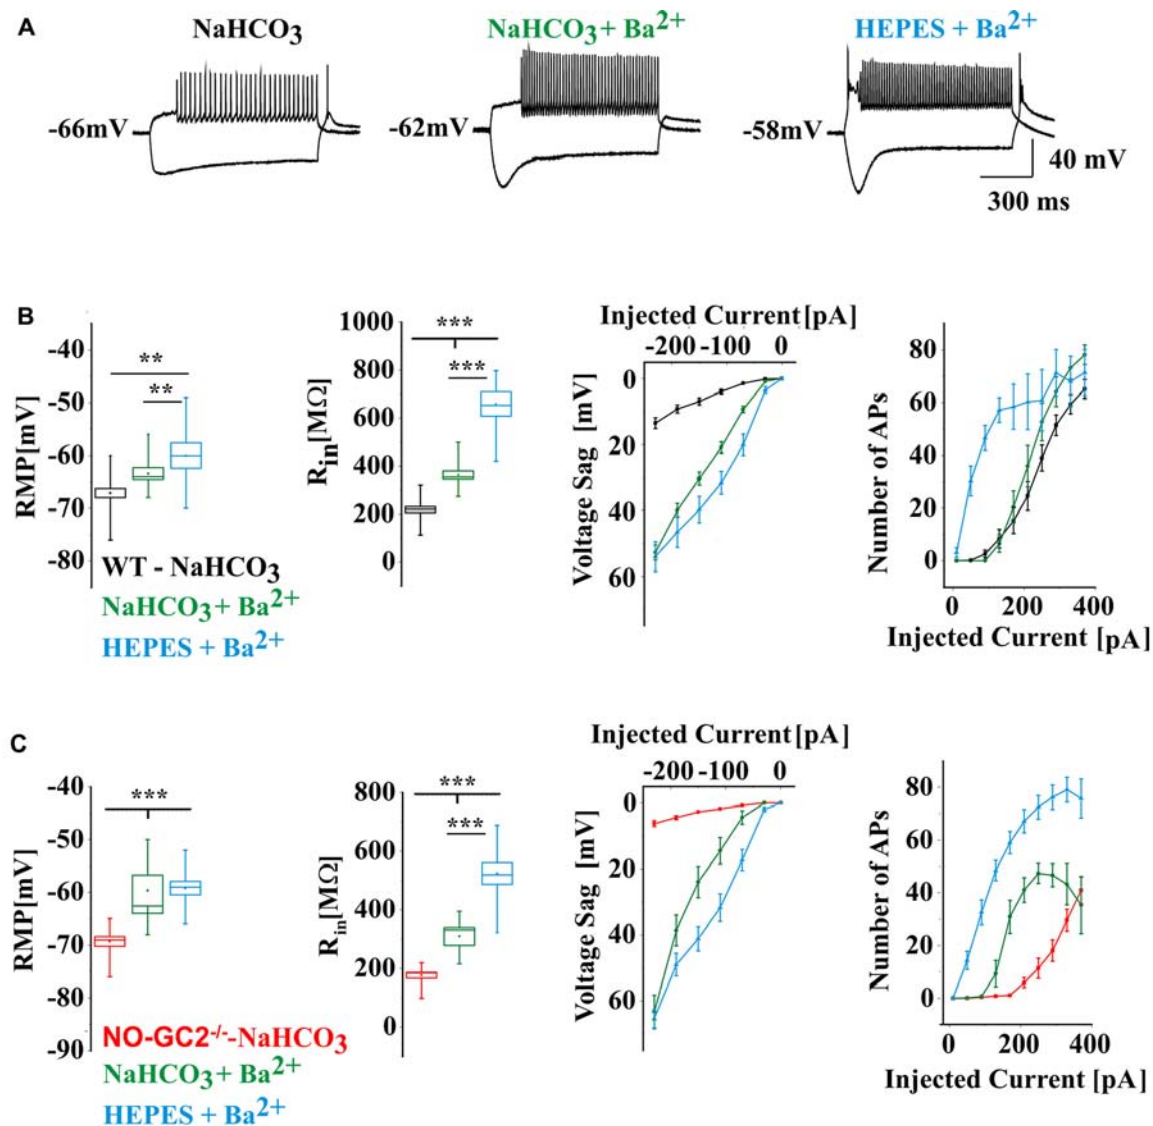 A
NaHCO3
NaHCO3 + Ba2+
HEPES + Ba2+
-66mV
-62mV
-58mV
40 mV
300 ms
B
RMP[mV]
-40
-50
-60
-70
-80
**
**
WT - NaHCO3
NaHCO3 + Ba2+
HEPES + Ba2+
Rin[MΩ]
1000
800
600
400
200
0
***
***
Injected Current[pA]
-200 -100 0
Voltage Sag [mV]
0
20
40
60
Number of APs
80
60
40
20
0
0 200 400
Injected Current [pA]
C
RMP[mV]
-40
-50
-60
-70
-80
-90
***
NO-GC2-/--NaHCO3
NaHCO3 + Ba2+
HEPES + Ba2+
Rin[MΩ]
800
600
400
200
0
***
***
Injected Current[pA]
-200 -100 0
Voltage Sag [mV]
0
20
40
60
Number of APs
80
60
40
20
0
0 200 400
Injected Current [pA]